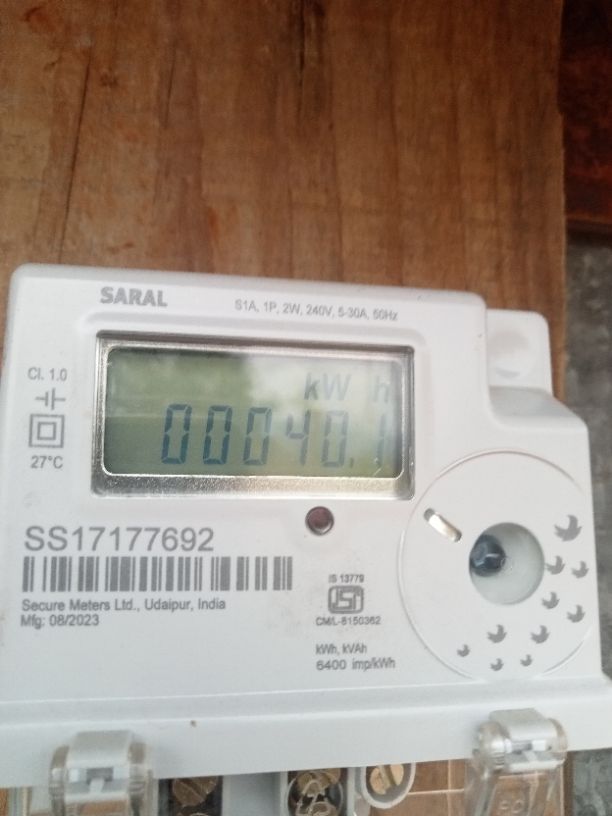 SARAL
S1A, 1P, 2W, 240V, 5-30A, 50Hz
Cl. 1.0
kW h
00040.1
27°C
SS17177692
Secure Meters Ltd., Udaipur, India
Mfg: 08/2023
IS 13779
ISI
CM/L-8150362
kWh, kVAh
6400 imp/kWh